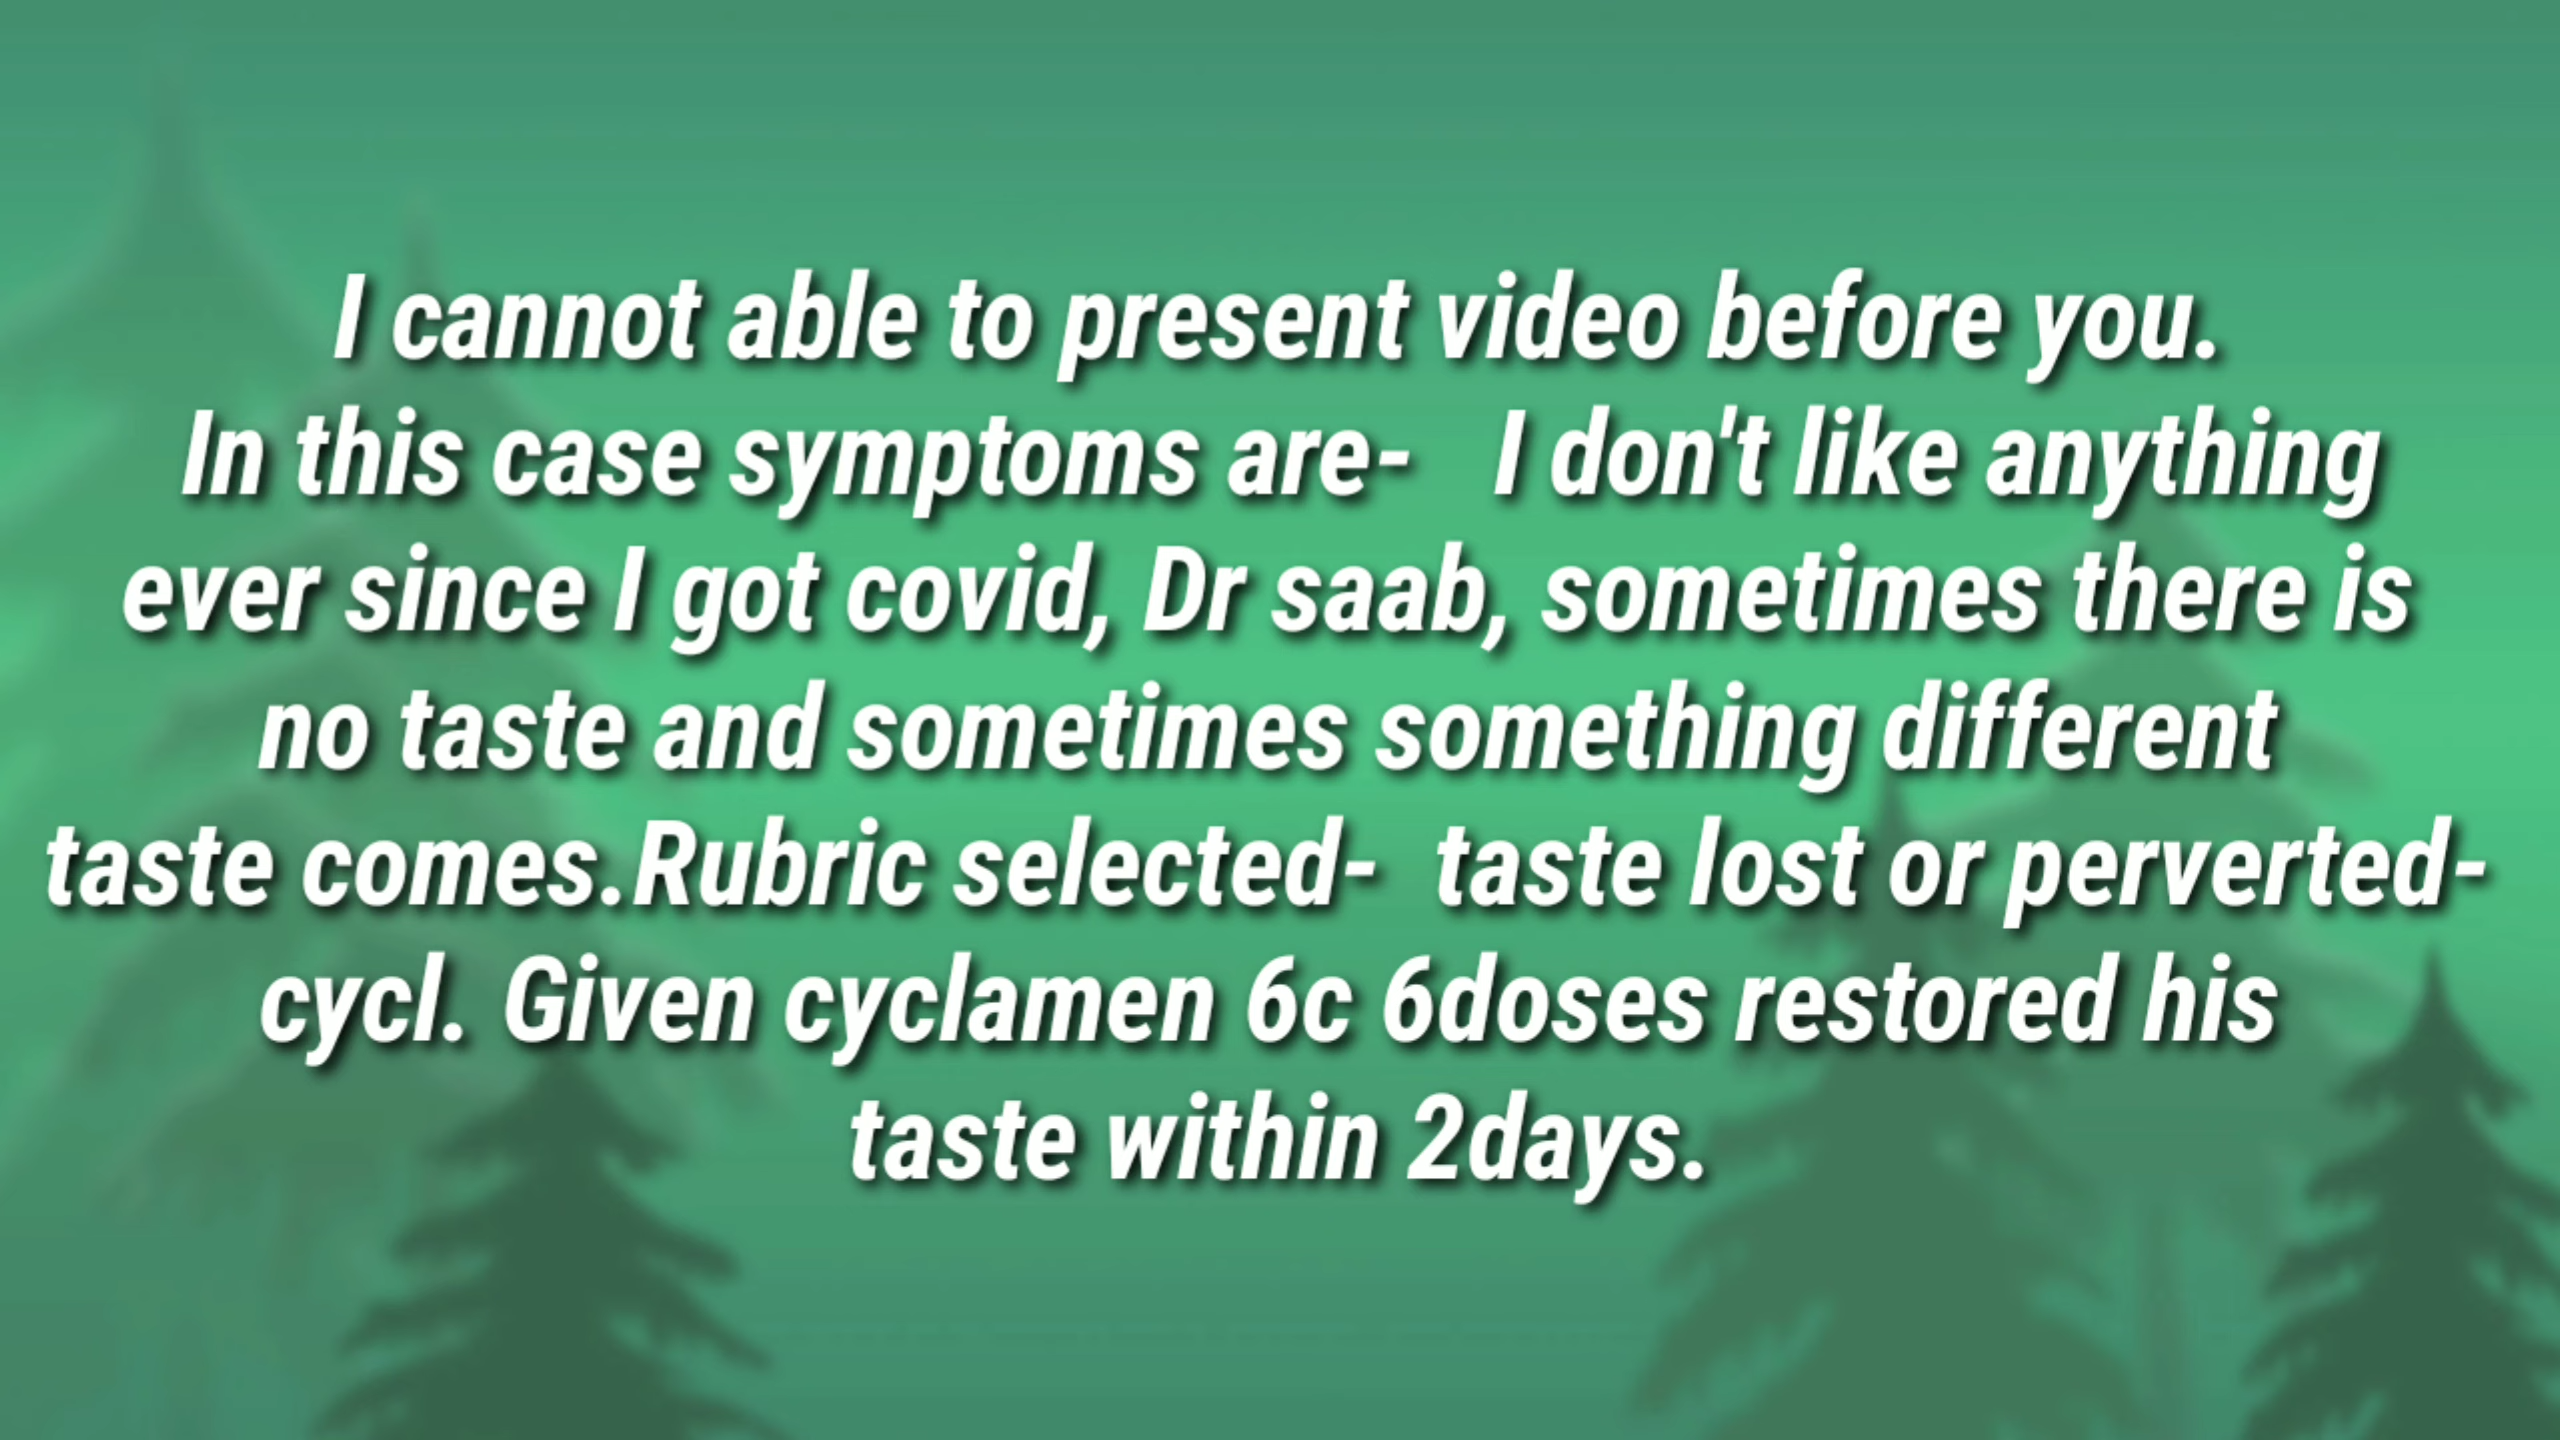 I cannot able to present video before you.
In this case symptoms are- I don't like anything
ever since I got covid, Dr saab, sometimes there is
no taste and sometimes something different
taste comes.Rubric selected- taste lost or perverted-
cycl. Given cyclamen 6c 6doses restored his
taste within 2days.